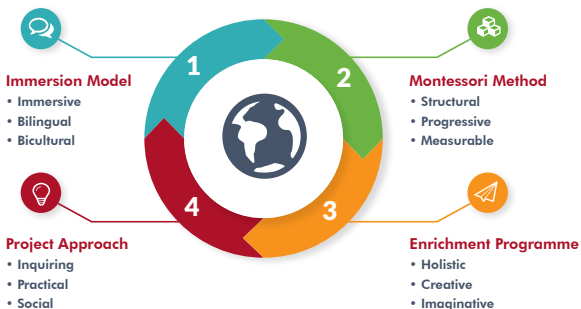 1
Immersion Model
• Immersive
• Bilingual
• Bicultural
2
Montessori Method
• Structural
• Progressive
• Measurable
4
Project Approach
• Inquiring
• Practical
• Social
3
Enrichment Programme
• Holistic
• Creative
• Imaginative